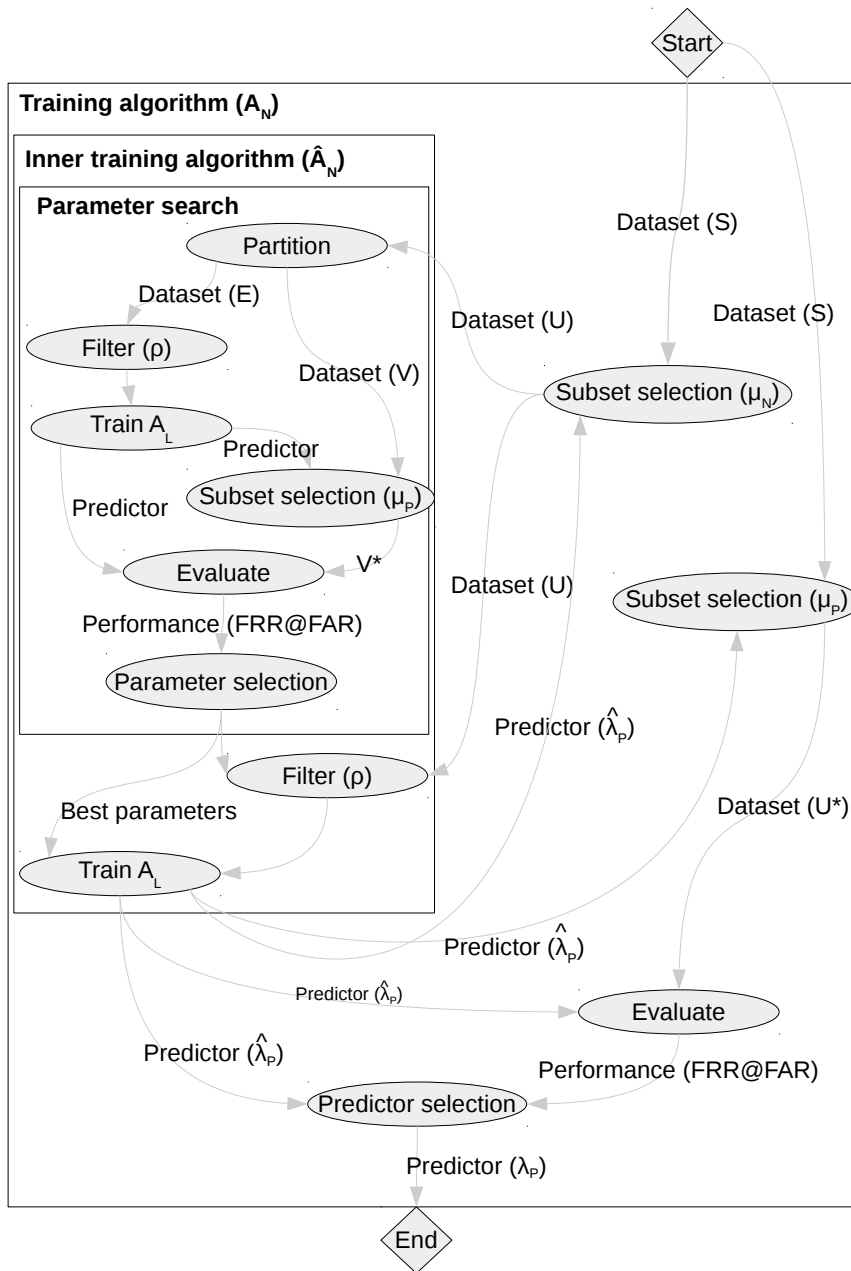 Start
Training algorithm (A_N)
Inner training algorithm (Â_N)
Parameter search
Dataset (S)
Partition
Dataset (E)
Dataset (U)
Dataset (S)
Filter (ρ)
Dataset (V)
Subset selection (μ_N)
Train A_L
Predictor
Predictor
Subset selection (μ_P)
V*
Evaluate
Dataset (U)
Subset selection (μ_P)
Performance (FRR@FAR)
Parameter selection
Predictor (λ̂_P)
Filter (ρ)
Best parameters
Dataset (U*)
Train A_L
Predictor (λ̂_P)
Predictor (λ̂_P)
Evaluate
Predictor (λ̂_P)
Performance (FRR@FAR)
Predictor selection
Predictor (λ_P)
End